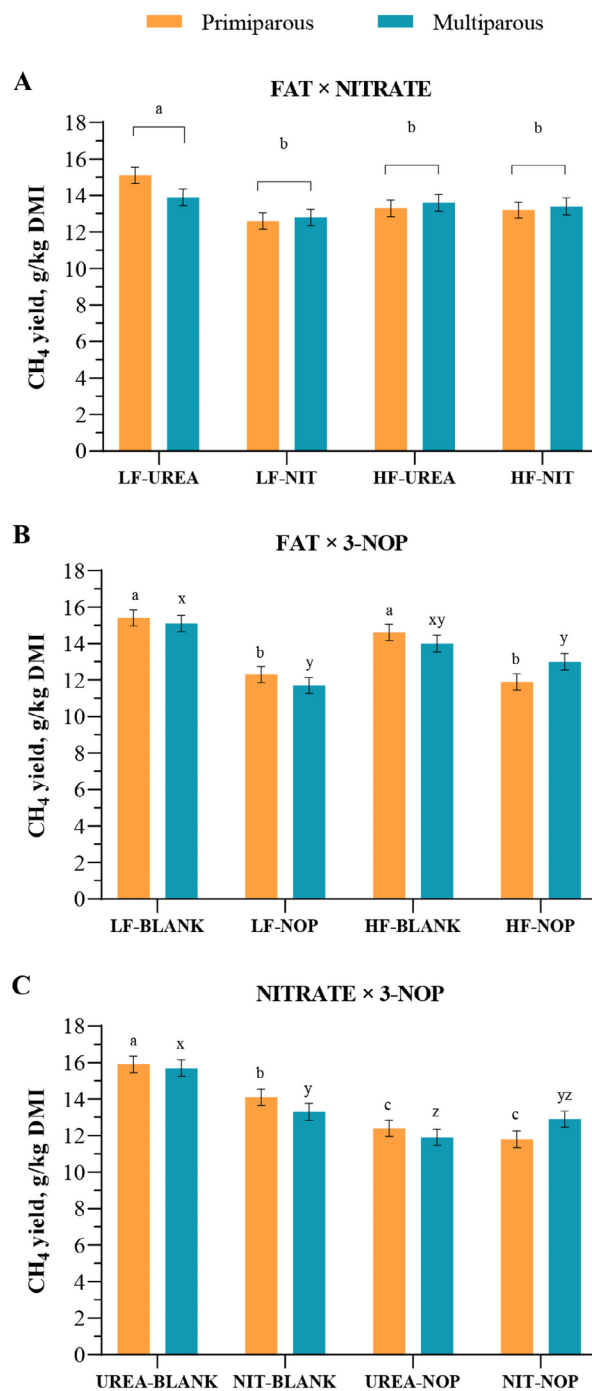 Primiparous Multiparous
A
FAT × NITRATE
CH₄ yield, g/kg DMI
18
16
14
12
10
8
6
4
2
0
a
b
b
b
LF-UREA LF-NIT HF-UREA HF-NIT
B
FAT × 3-NOP
CH₄ yield, g/kg DMI
18
16
14
12
10
8
6
4
2
0
a x b y a xy b y
LF-BLANK LF-NOP HF-BLANK HF-NOP
C
NITRATE × 3-NOP
CH₄ yield, g/kg DMI
18
16
14
12
10
8
6
4
2
0
a x b y c z c yz
UREA-BLANK NIT-BLANK UREA-NOP NIT-NOP